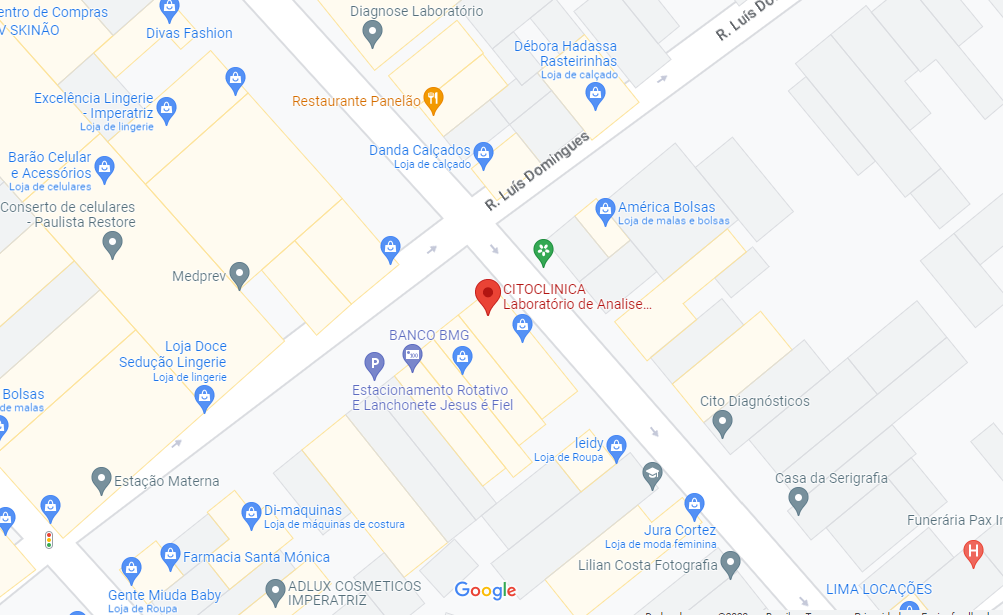 entro de Compras
V SKINÃO
Divas Fashion
Diagnose Laboratório
R. Luís Do
Débora Hadassa
Rasteirinhas
Loja de calçado
Excelência Lingerie
- Imperatriz
Loja de lingerie
Restaurante Panelão
Barão Celular
e Acessórios
Loja de celulares
Danda Calçados
Loja de calçado
R. Luís Domingues
Conserto de celulares
- Paulista Restore
América Bolsas
Loja de malas e bolsas
Medprev
CITOCLINICA
Laboratório de Analise...
BANCO BMG
Loja Doce
Sedução Lingerie
Loja de lingerie
P
Estacionamento Rotativo
E Lanchonete Jesus é Fiel
Bolsas
de malas
Cito Diagnósticos
leidy
Loja de Roupa
Estação Materna
Casa da Serigrafia
Di-maquinas
Loja de máquinas de costura
Funerária Pax Im
Jura Cortez
Loja de moda feminina
H
Farmacia Santa Mónica
Lilian Costa Fotografia
Gente Miuda Baby
Loja de Roupa
ADLUX COSMETICOS
IMPERATRIZ
Google
LIMA LOCAÇÕES